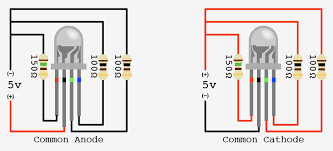 150Ω
100Ω
100Ω
(-)
5v
(+)
Common Anode
150Ω
100Ω
100Ω
(-)
5v
(+)
Common Cathode